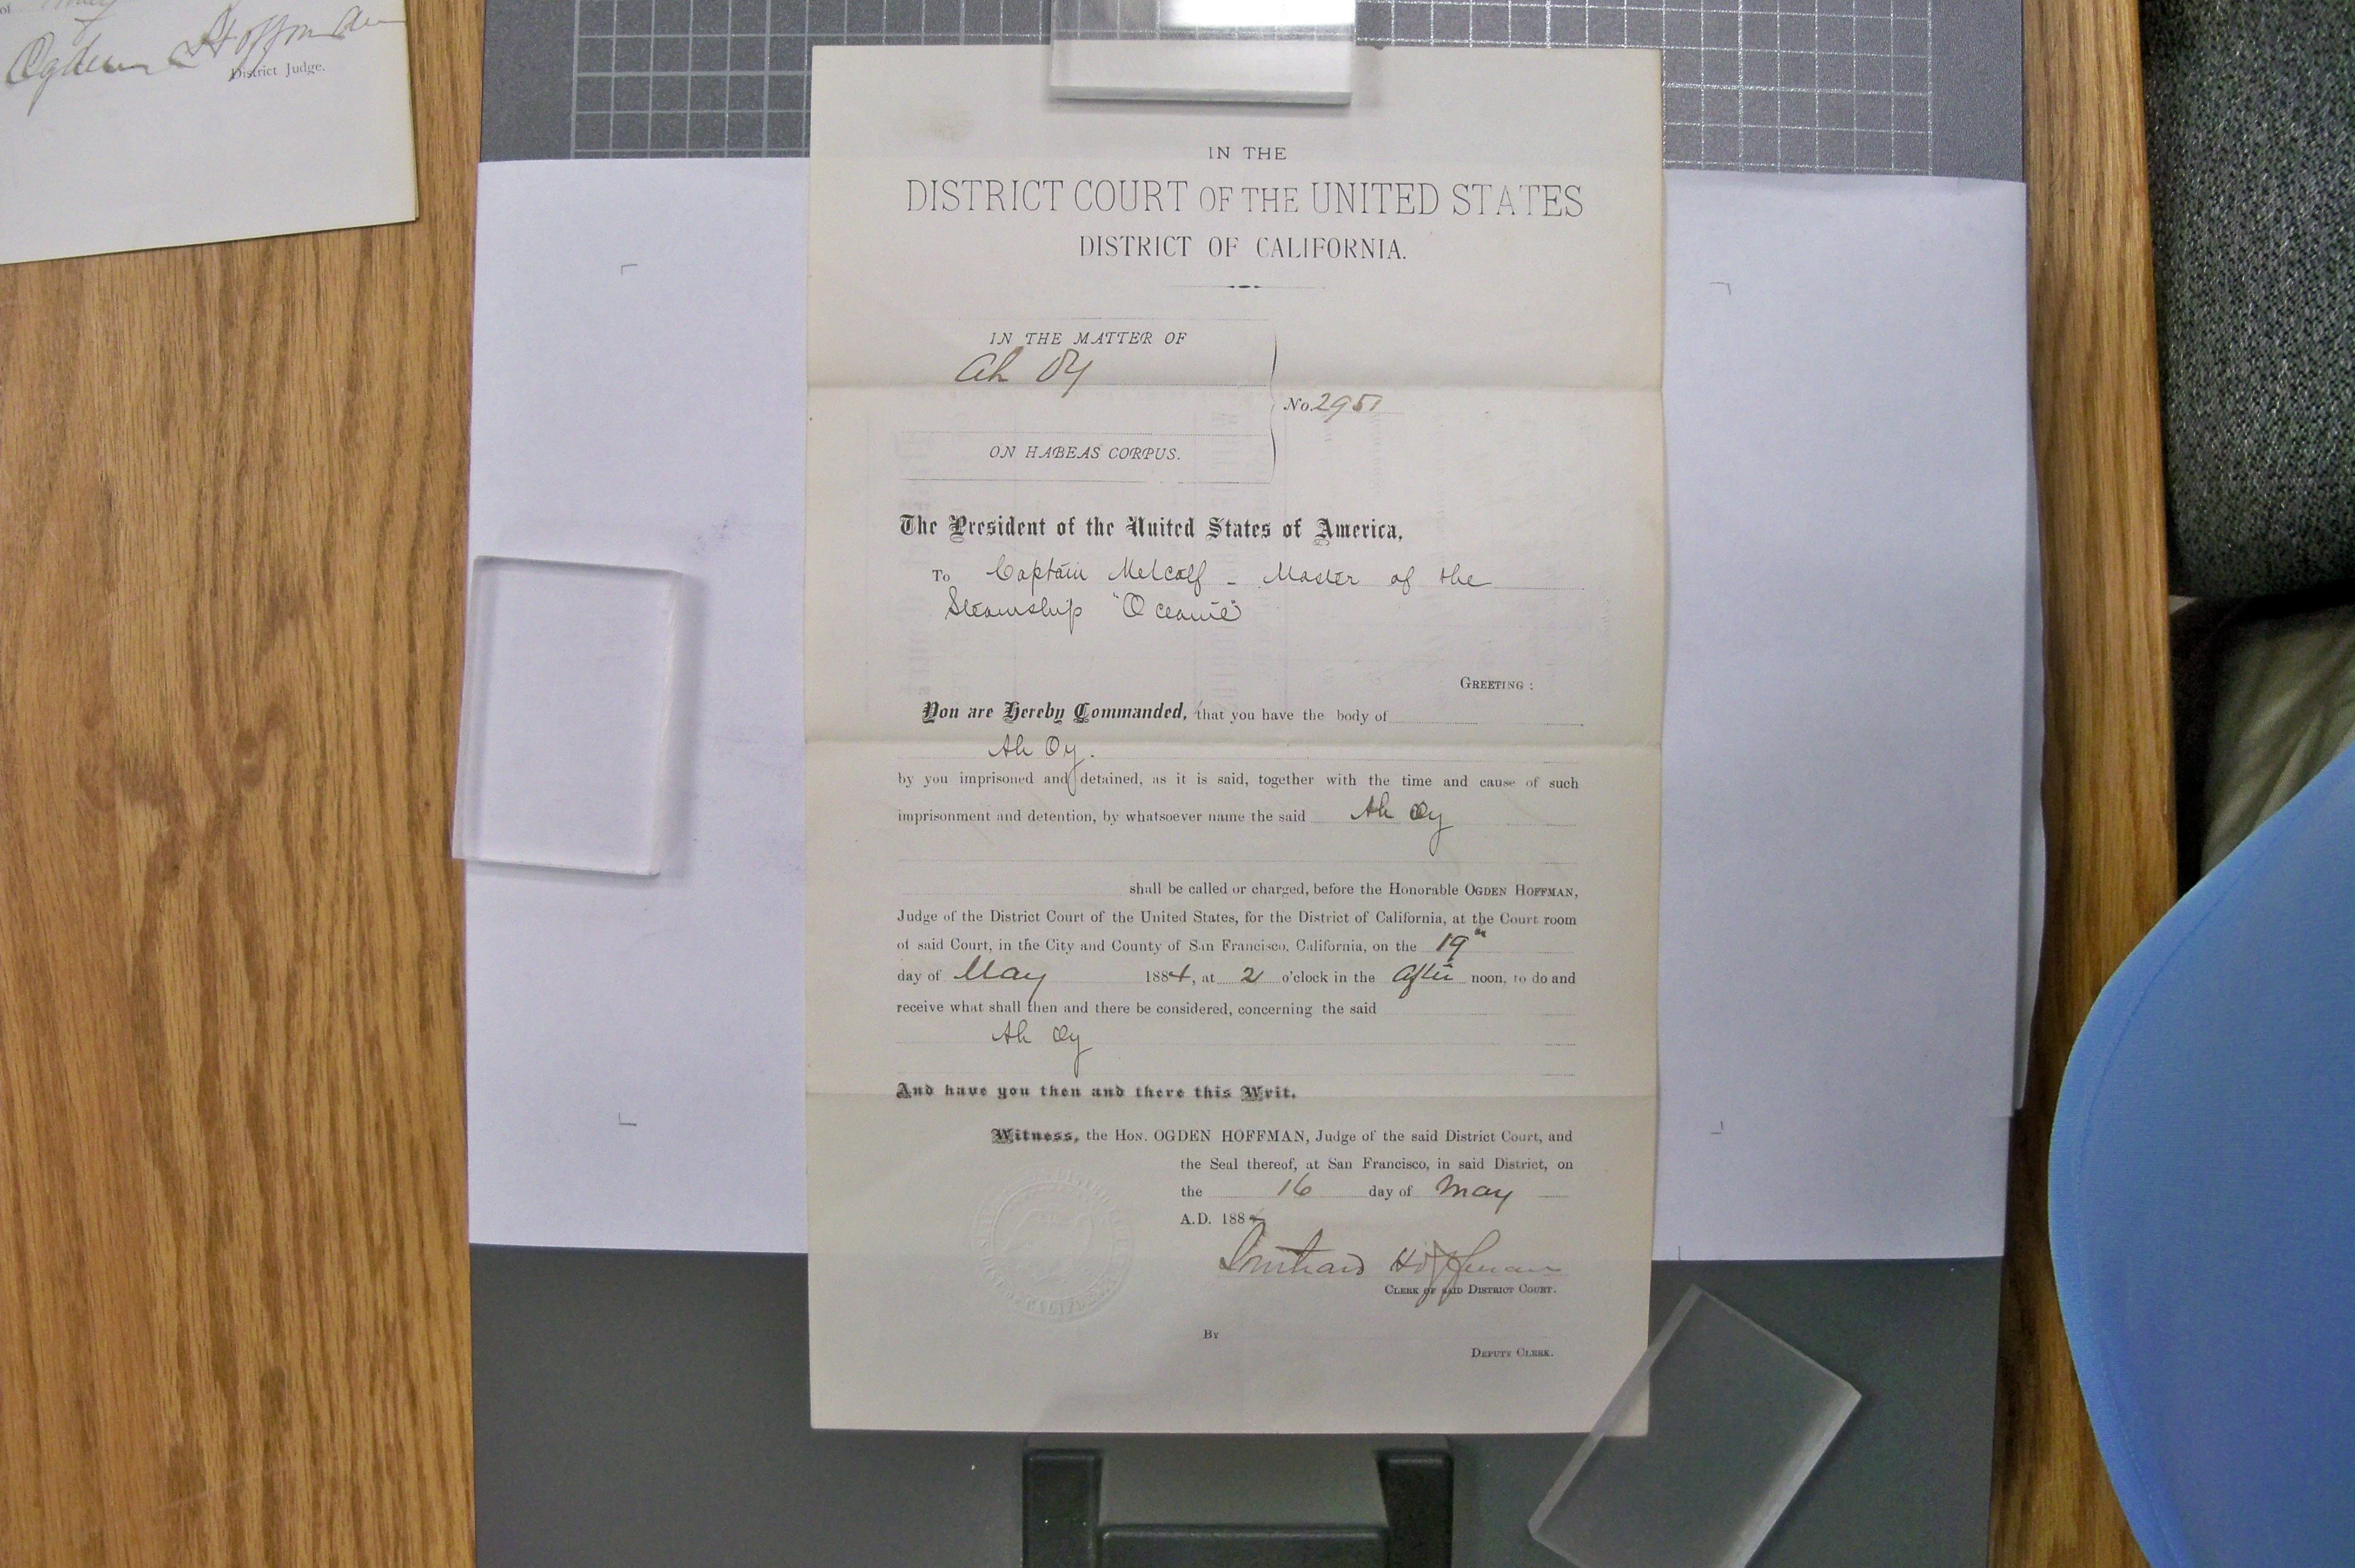 Ogden Hoffman
District Judge.
IN THE
DISTRICT COURT OF THE UNITED STATES
DISTRICT OF CALIFORNIA.
IN THE MATTER OF
Ah Oy
No. 2951
ON HABEAS CORPUS.
The President of the United States of America,
To Captain Metcalf - Master of the
Steamship "Oceanic"
GREETING:
You are Hereby Commanded, that you have the body of
Ah Oy.
by you imprisoned and detained, as it is said, together with the time and cause of such
imprisonment and detention, by whatsoever name the said Ah Oy
shall be called or charged, before the Honorable OGDEN HOFFMAN,
Judge of the District Court of the United States, for the District of California, at the Court room
of said Court, in the City and County of San Francisco, California, on the 19th
day of May 1884, at 2 o'clock in the After noon, to do and
receive what shall then and there be considered, concerning the said
Ah Oy
And have you then and there this Writ.
Witness, the HON. OGDEN HOFFMAN, Judge of the said District Court, and
the Seal thereof, at San Francisco, in said District, on
the 16 day of May
A.D. 1884
Southard Hoffman
CLERK OF SAID DISTRICT COURT.
By
DEPUTY CLERK.